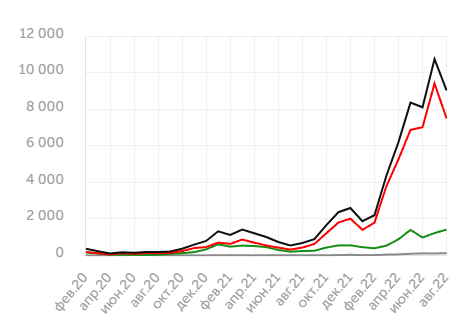 12 000
10 000
8 000
6 000
4 000
2 000
0
фев.20
апр.20
июн.20
авг.20
окт.20
дек.20
фев.21
апр.21
июн.21
авг.21
окт.21
дек.21
фев.22
апр.22
июн.22
авг.22